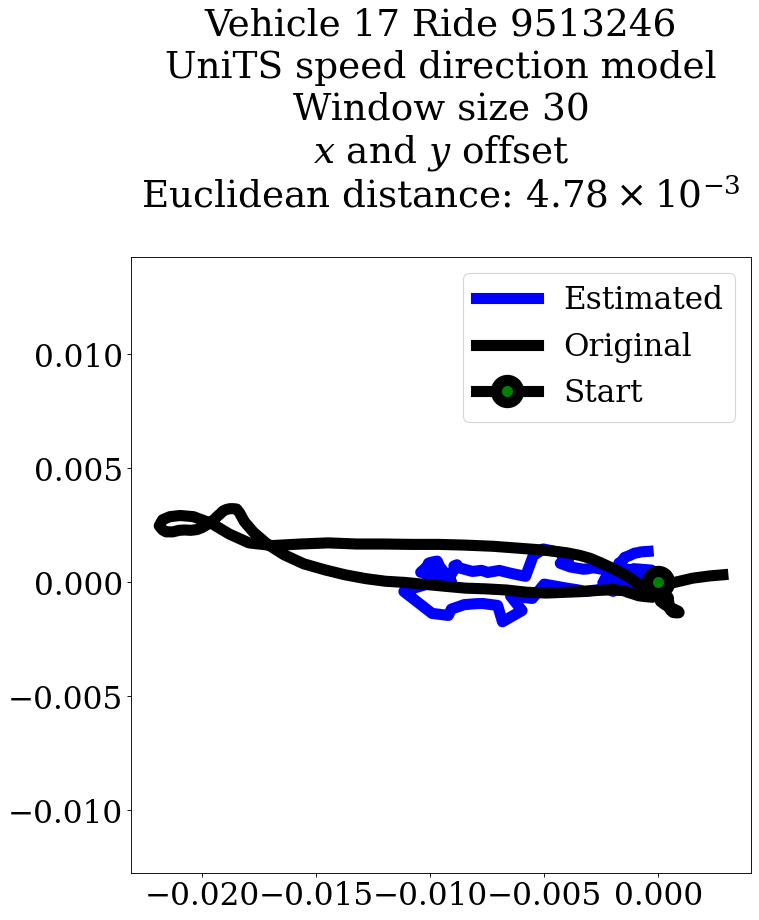 Vehicle 17 Ride 9513246
UniTS speed direction model
Window size 30
x and y offset
Euclidean distance: 4.78 × 10⁻³
Estimated
Original
Start
0.010
0.005
0.000
−0.005
−0.010
−0.020 −0.015 −0.010 −0.005 0.000